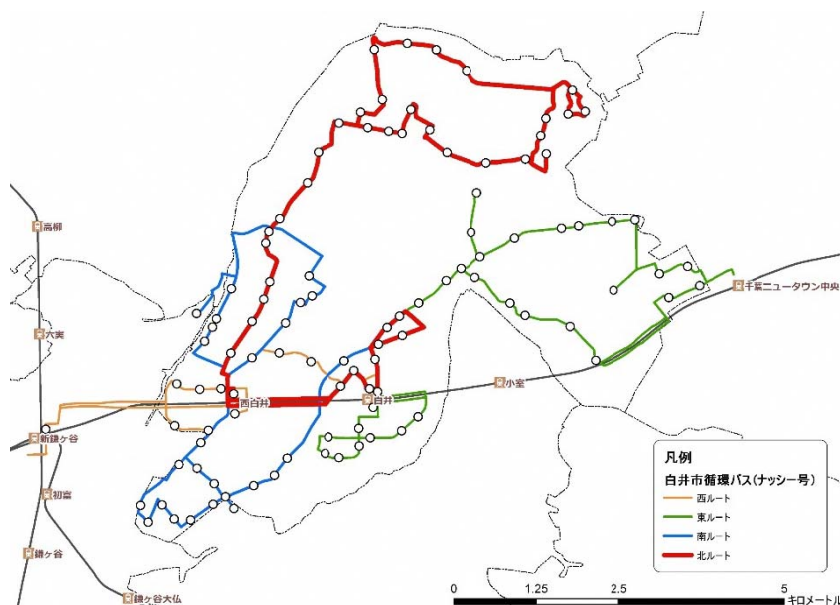 高柳
六実
新鎌ヶ谷
初富
鎌ヶ谷
鎌ヶ谷大仏
西白井
白井
小室
千葉ニュータウン中央
凡例
白井市循環バス(ナッシー号)
西ルート
東ルート
南ルート
北ルート
0 1.25 2.5 5
キロメートル